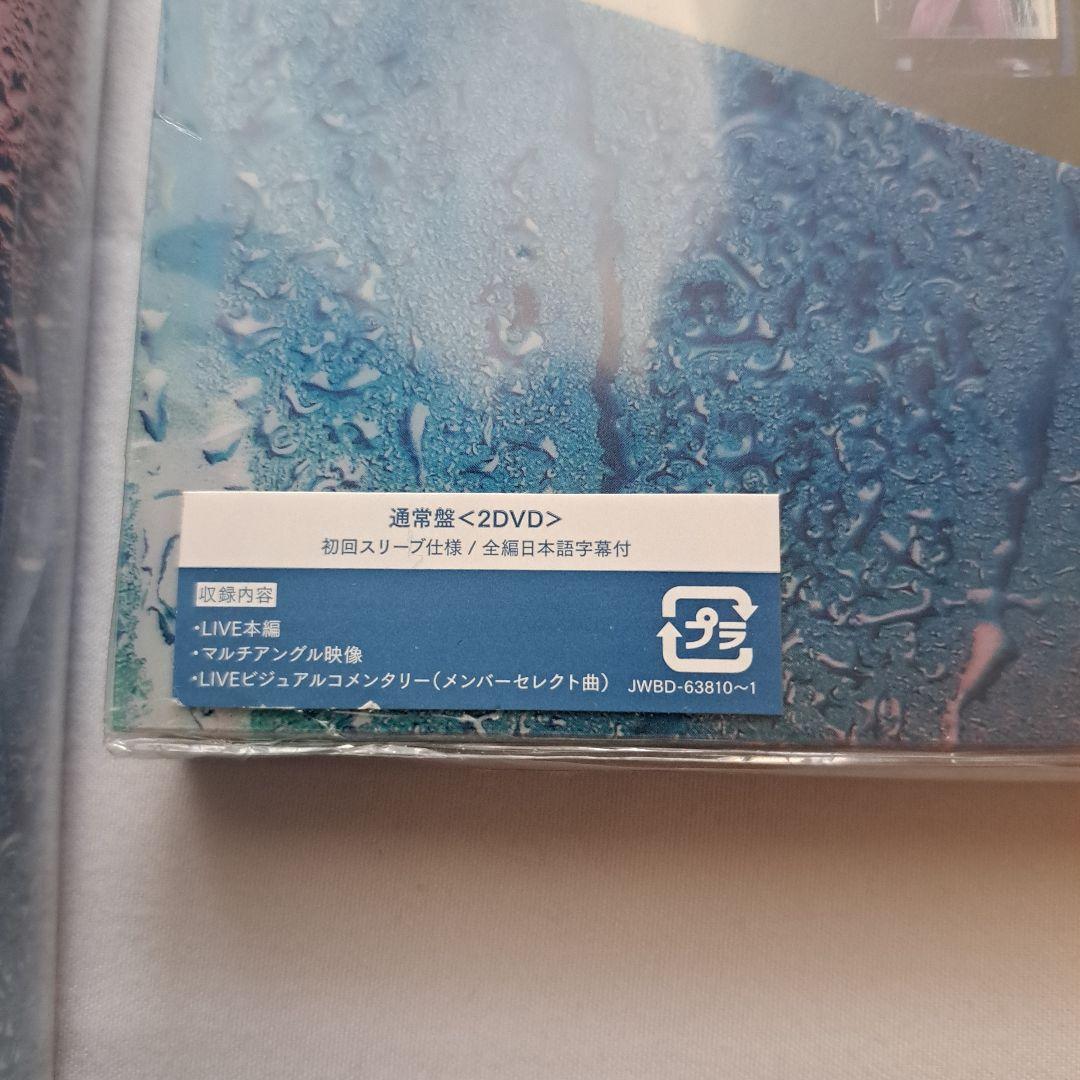 通常盤<2DVD>
初回スリーブ仕様 / 全編日本語字幕付
収録内容
・LIVE本編
・マルチアングル映像
・LIVEビジュアルコメンタリー(メンバーセレクト曲)
プラ
JWBD-63810〜1